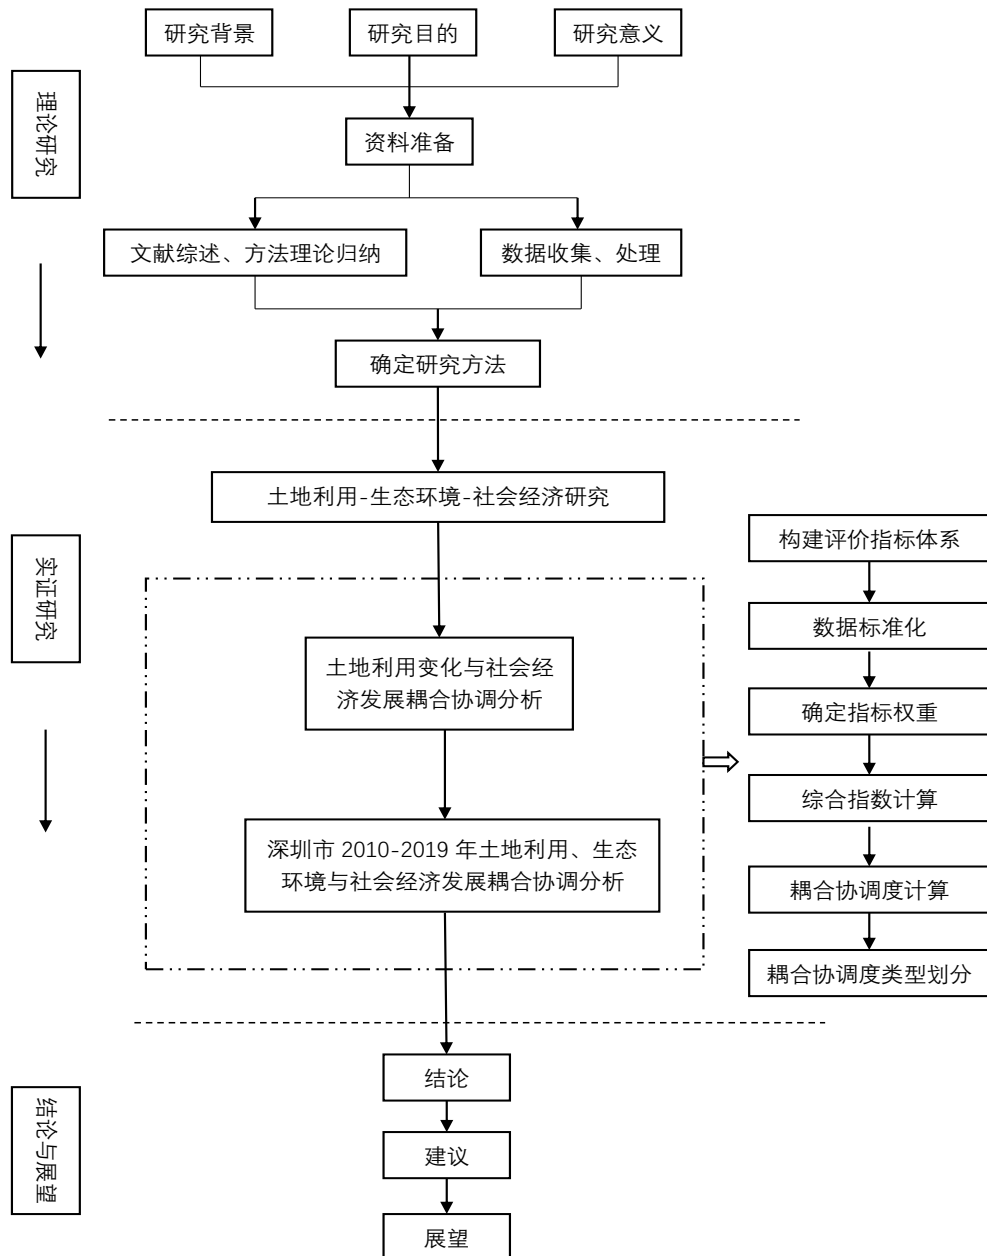 研究背景
研究目的
研究意义
理论研究
资料准备
文献综述、方法理论归纳
数据收集、处理
确定研究方法
土地利用-生态环境-社会经济研究
实证研究
土地利用变化与社会经
济发展耦合协调分析
深圳市 2010-2019 年土地利用、生态
环境与社会经济发展耦合协调分析
构建评价指标体系
数据标准化
确定指标权重
综合指数计算
耦合协调度计算
耦合协调度类型划分
结论与展望
结论
建议
展望